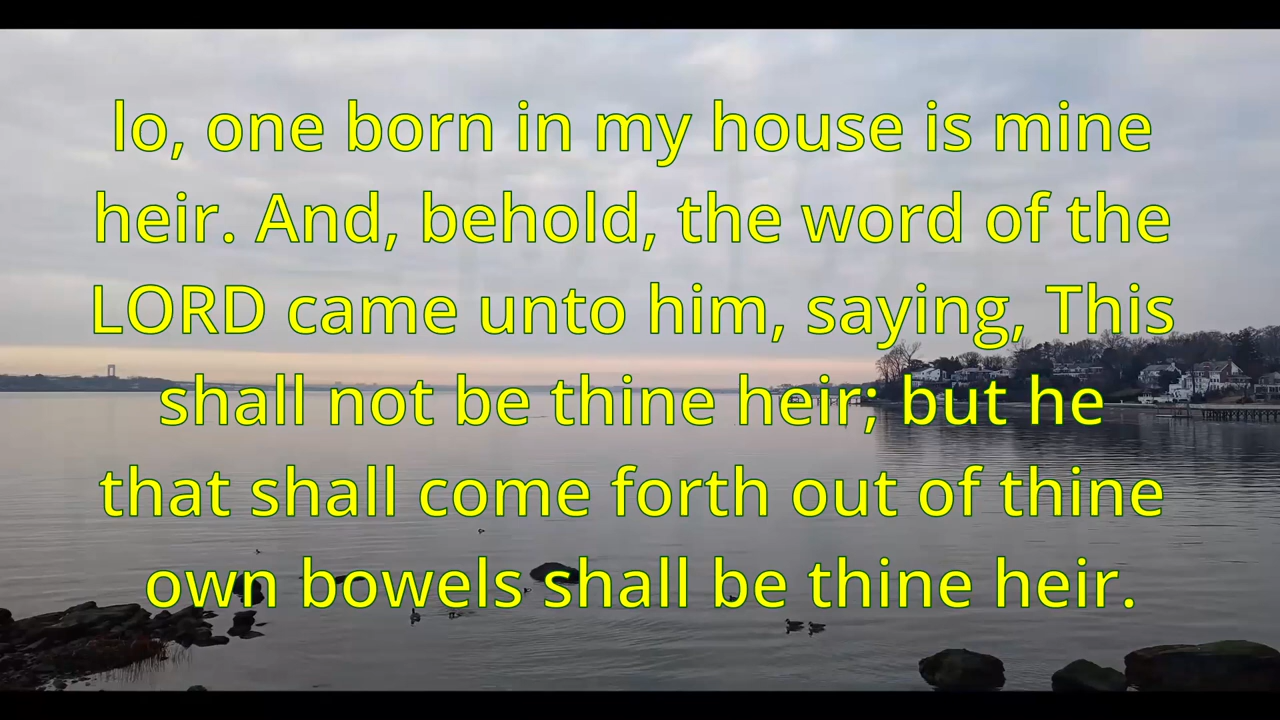 lo, one born in my house is mine
heir. And, behold, the word of the
LORD came unto him, saying, This
shall not be thine heir; but he
that shall come forth out of thine
own bowels shall be thine heir.